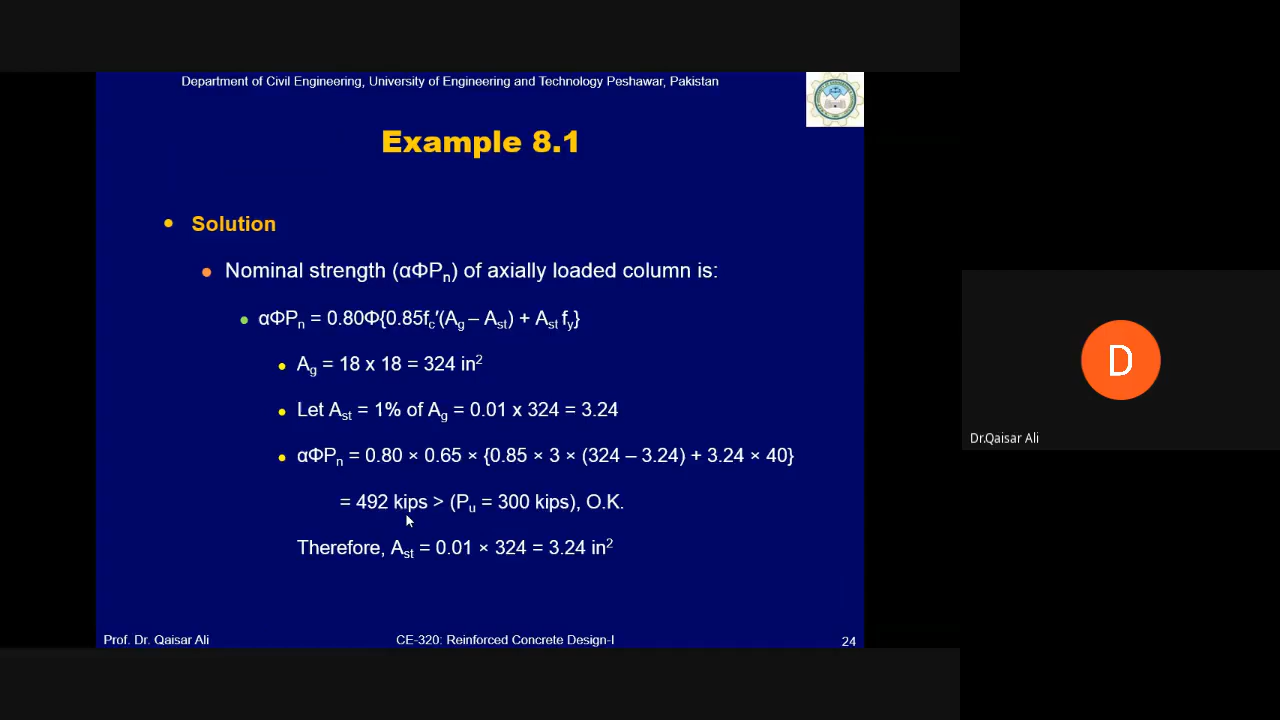 Department of Civil Engineering, University of Engineering and Technology Peshawar, Pakistan
Example 8.1
• Solution
• Nominal strength (αΦPn) of axially loaded column is:
• αΦPn = 0.80Φ{0.85fc′(Ag – Ast) + Ast fy}
• Ag = 18 x 18 = 324 in²
• Let Ast = 1% of Ag = 0.01 x 324 = 3.24
• αΦPn = 0.80 × 0.65 × {0.85 × 3 × (324 – 3.24) + 3.24 × 40}
= 492 kips > (Pu = 300 kips), O.K.
Therefore, Ast = 0.01 × 324 = 3.24 in²
Prof. Dr. Qaisar Ali
CE-320: Reinforced Concrete Design-I
24
D
Dr.Qaisar Ali